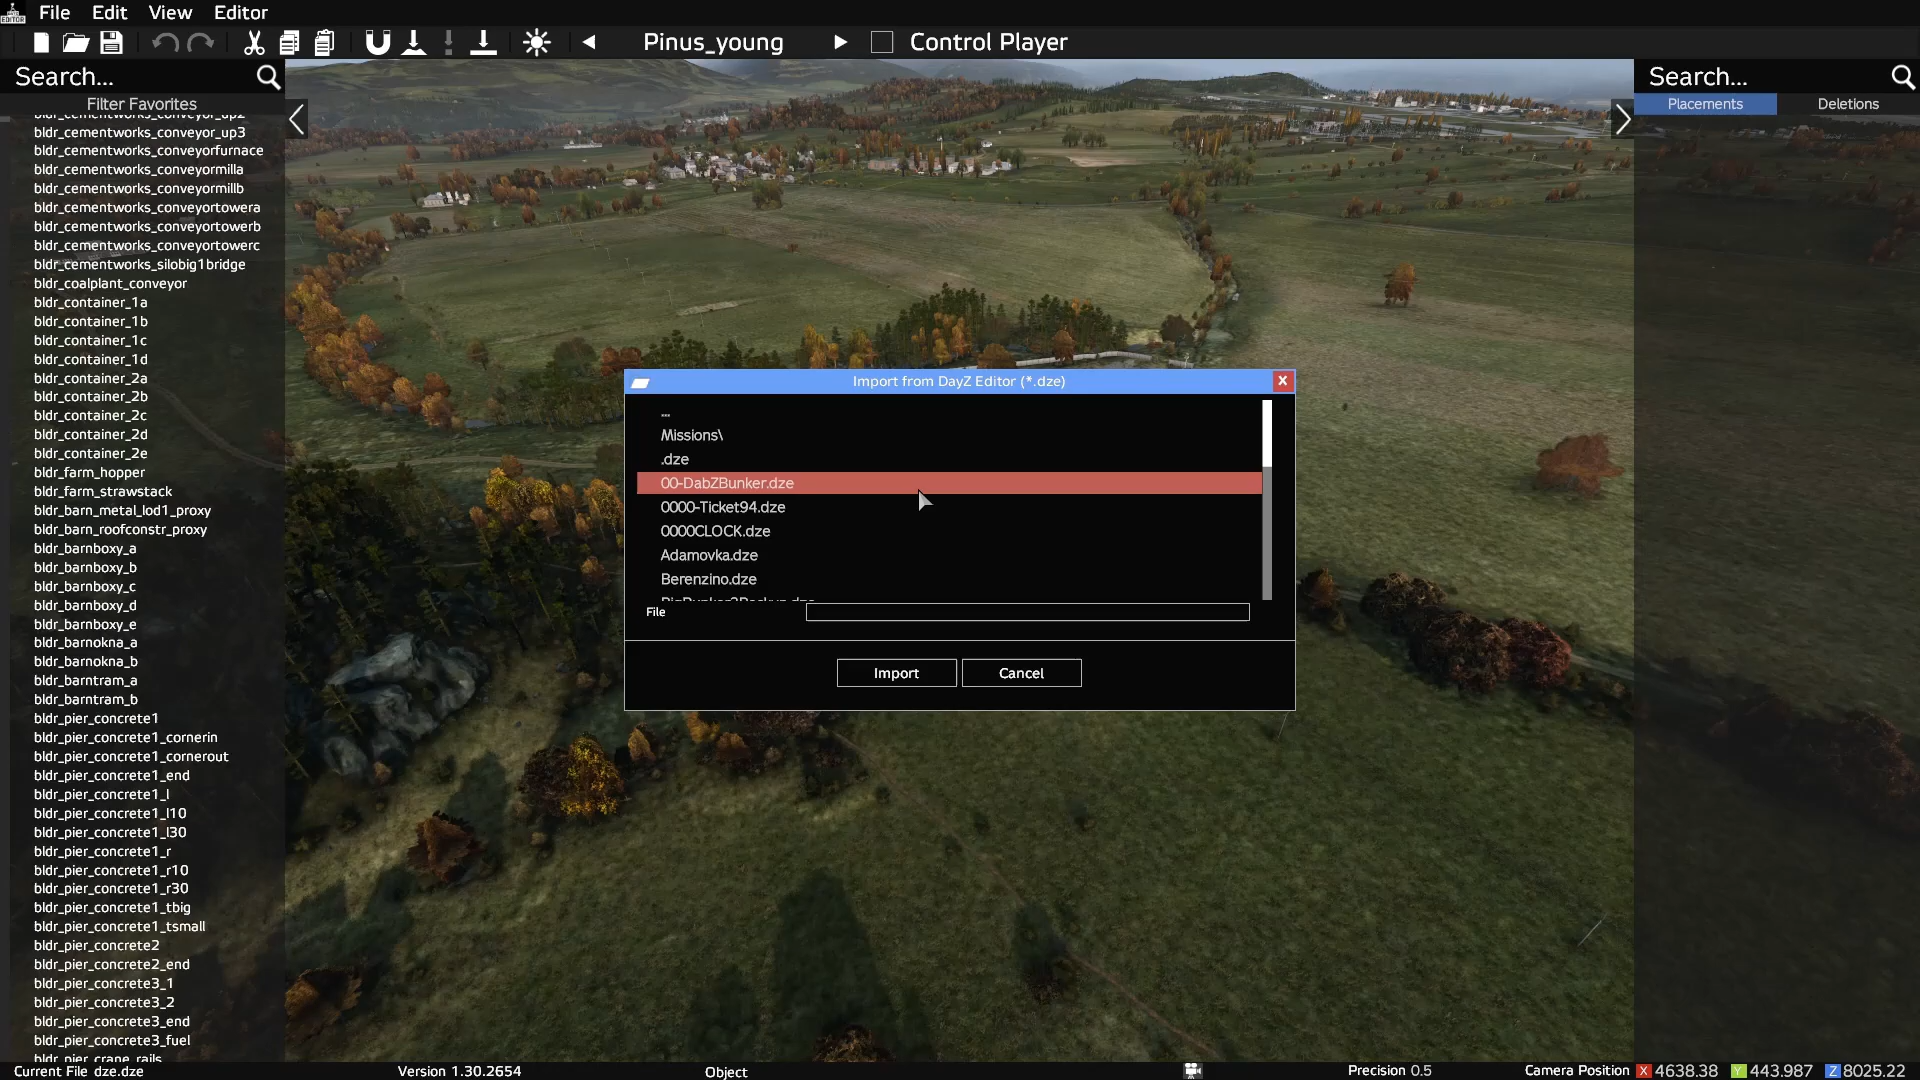 EDITOR File Edit View Editor
Pinus_young Control Player
Search...
Filter Favorites
bldr_cementworks_conveyor_up2
bldr_cementworks_conveyor_up3
bldr_cementworks_conveyorfurnace
bldr_cementworks_conveyormilla
bldr_cementworks_conveyormillb
bldr_cementworks_conveyortowera
bldr_cementworks_conveyortowerb
bldr_cementworks_conveyortowerc
bldr_cementworks_silobig1bridge
bldr_coalplant_conveyor
bldr_container_1a
bldr_container_1b
bldr_container_1c
bldr_container_1d
bldr_container_2a
bldr_container_2b
bldr_container_2c
bldr_container_2d
bldr_container_2e
bldr_farm_hopper
bldr_farm_strawstack
bldr_barn_metal_lod1_proxy
bldr_barn_roofconstr_proxy
bldr_barnboxy_a
bldr_barnboxy_b
bldr_barnboxy_c
bldr_barnboxy_d
bldr_barnboxy_e
bldr_barnokna_a
bldr_barnokna_b
bldr_barntram_a
bldr_barntram_b
bldr_pier_concrete1
bldr_pier_concrete1_cornerin
bldr_pier_concrete1_cornerout
bldr_pier_concrete1_end
bldr_pier_concrete1_l
bldr_pier_concrete1_l10
bldr_pier_concrete1_l30
bldr_pier_concrete1_r
bldr_pier_concrete1_r10
bldr_pier_concrete1_r30
bldr_pier_concrete1_tbig
bldr_pier_concrete1_tsmall
bldr_pier_concrete2
bldr_pier_concrete2_end
bldr_pier_concrete3_1
bldr_pier_concrete3_2
bldr_pier_concrete3_end
bldr_pier_concrete3_fuel
bldr_pier_crane_rails
Import from DayZ Editor (*.dze) X
...
Missions\
.dze
00-DabZBunker.dze
0000-Ticket94.dze
0000CLOCK.dze
Adamovka.dze
Berenzino.dze
File
Import Cancel
Search...
Placements Deletions
Current File dze.dze Version 1.30.2654 Object Precision 0.5 Camera Position X 4638.38 Y 443.987 Z 8025.22